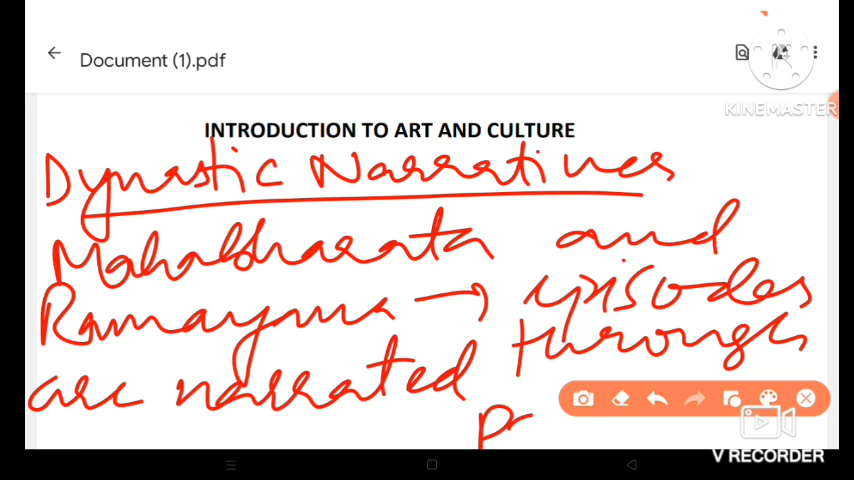 Document (1).pdf
KINEMASTER
INTRODUCTION TO ART AND CULTURE
Dynastic Narratives
Mahabharata and
Ramayana → episodes
are narrated through
pr
V RECORDER